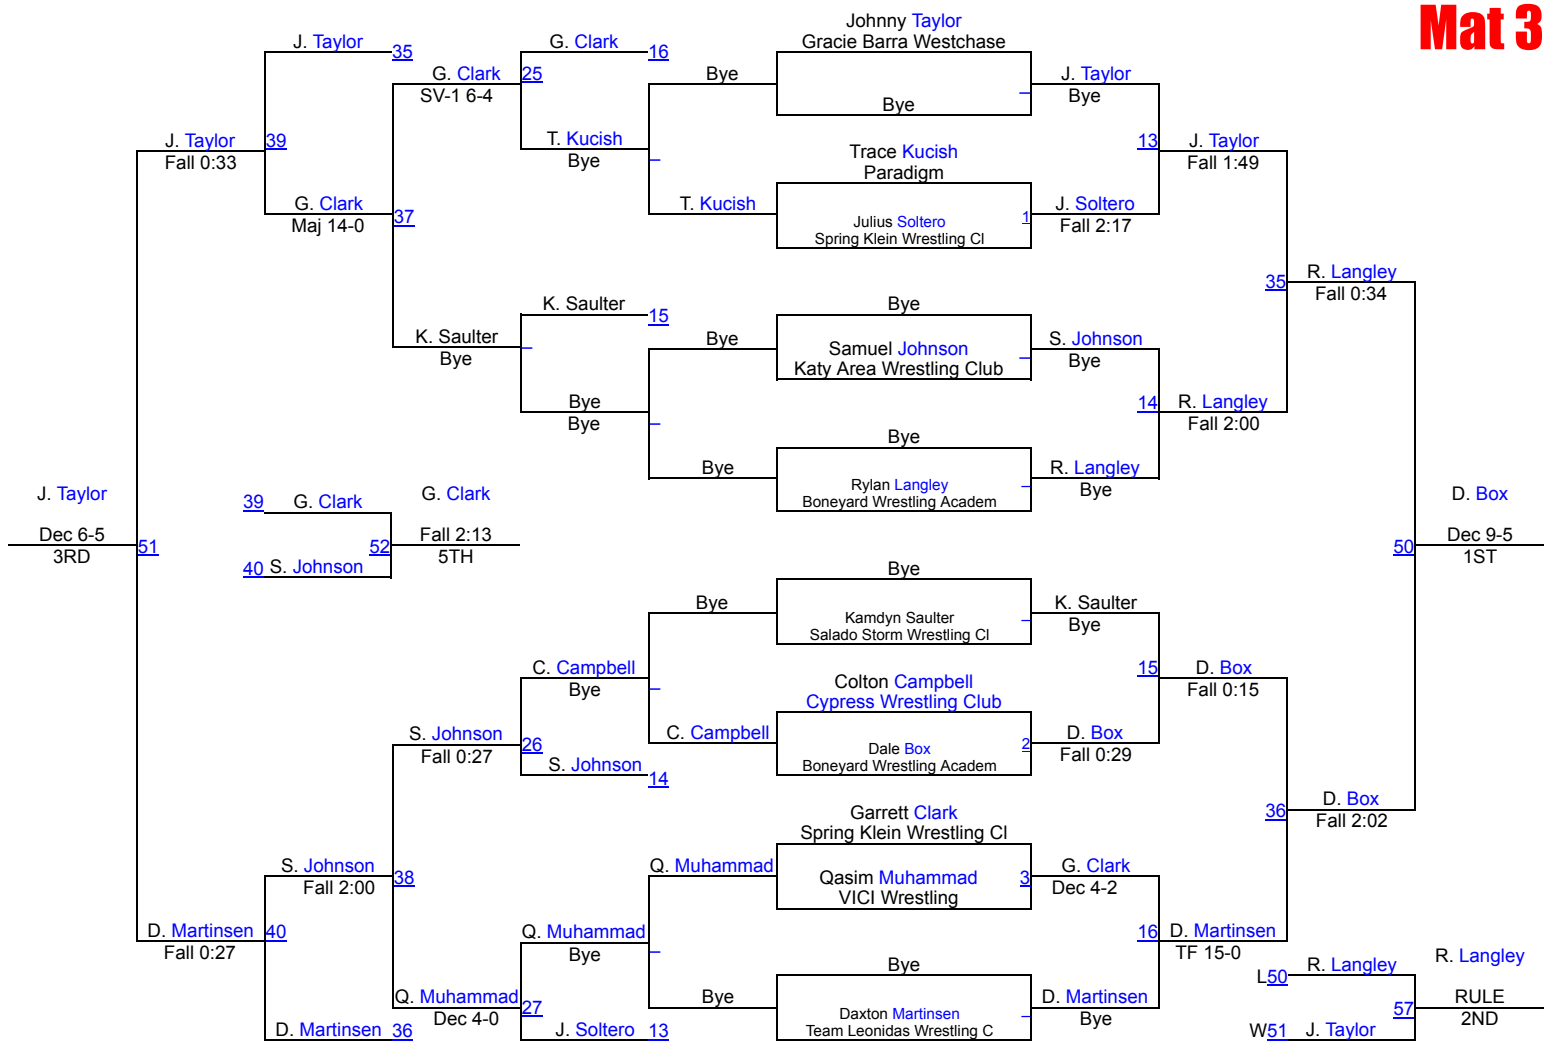 Mat 3
Johnny Taylor
Gracie Barra Westchase
J. Taylor
35
G. Clark
16
G. Clark
25
SV-1 6-4
Bye
Bye
J. Taylor
Bye
J. Taylor
39
Fall 0:33
T. Kucish
Bye
Trace Kucish
Paradigm
13
J. Taylor
Fall 1:49
G. Clark
Maj 14-0
37
T. Kucish
Julius Soltero
1
Spring Klein Wrestling Cl
J. Soltero
Fall 2:17
35
R. Langley
Fall 0:34
K. Saulter
15
K. Saulter
Bye
Bye
Bye
Samuel Johnson
Katy Area Wrestling Club
S. Johnson
Bye
Bye
Bye
14
R. Langley
Fall 2:00
Bye
Bye
Rylan Langley
Boneyard Wrestling Academ
R. Langley
Bye
J. Taylor
Dec 6-5
3RD
51
39
G. Clark
40
S. Johnson
52
G. Clark
Fall 2:13
5TH
50
D. Box
Dec 9-5
1ST
Bye
Bye
Kamdyn Saulter
Salado Storm Wrestling Cl
K. Saulter
Bye
C. Campbell
Bye
Colton Campbell
Cypress Wrestling Club
15
D. Box
Fall 0:15
S. Johnson
Fall 0:27
26
S. Johnson
14
C. Campbell
Dale Box
2
Boneyard Wrestling Academ
D. Box
Fall 0:29
Garrett Clark
Spring Klein Wrestling Cl
36
D. Box
Fall 2:02
S. Johnson
Fall 2:00
38
Q. Muhammad
Qasim Muhammad
3
VICI Wrestling
G. Clark
Dec 4-2
D. Martinsen
40
Fall 0:27
Q. Muhammad
Bye
16
D. Martinsen
TF 15-0
Bye
Bye
Daxton Martinsen
Team Leonidas Wrestling C
D. Martinsen
Bye
Q. Muhammad
Dec 4-0
27
D. Martinsen
36
J. Soltero
13
L50
R. Langley
W51
J. Taylor
57
R. Langley
RULE
2ND